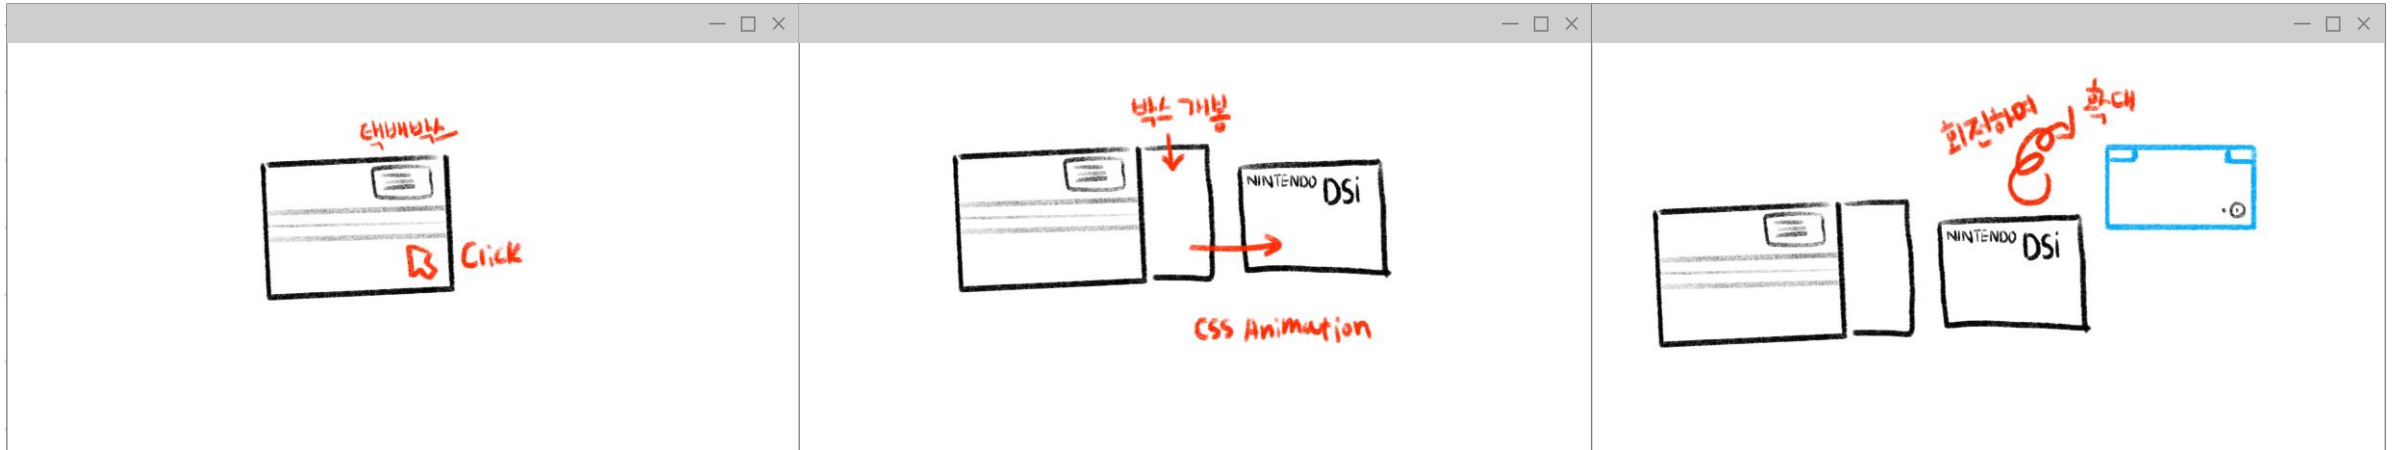 택배박스
Click
박스 개봉
NINTENDO DSi
CSS Animation
회전하며 확대
NINTENDO DSi